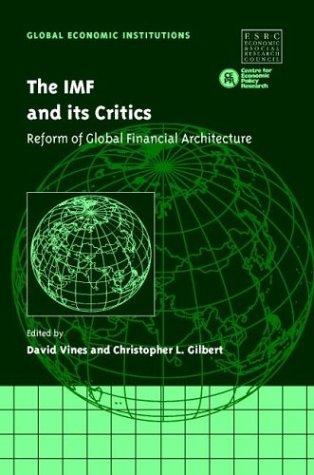 GLOBAL ECONOMIC INSTITUTIONS
E S R C
ECONOMIC
& SOCIAL
RESEARCH
COUNCIL
CEPR
Centre for
Economic
Policy
Research
The IMF
and its Critics
Reform of Global Financial Architecture
Edited by
David Vines and Christopher L. Gilbert